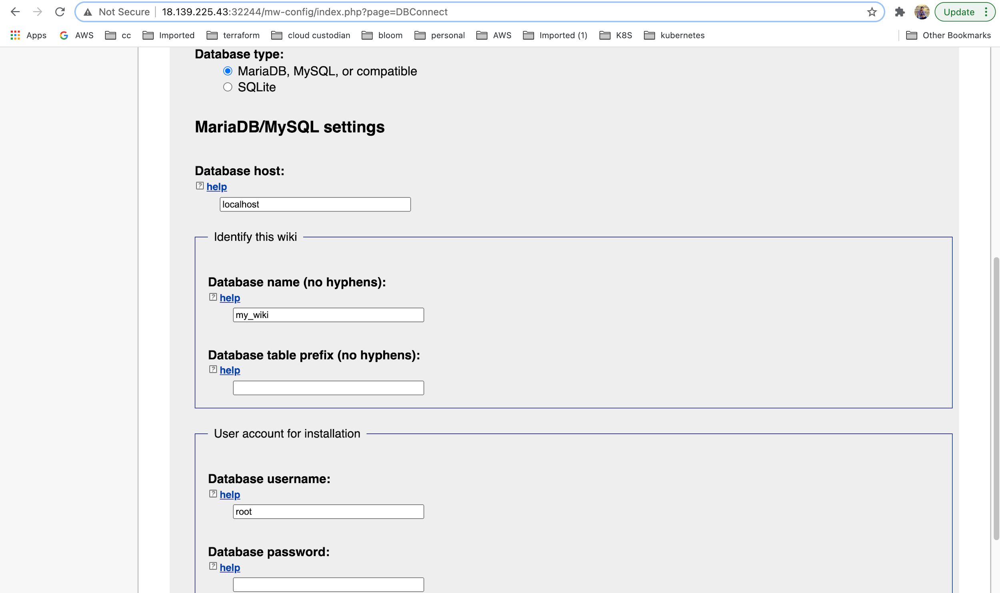 Not Secure 18.139.225.43:32244/mw-config/index.php?page=DBConnect Update
Apps AWS cc Imported terraform cloud custodian bloom personal AWS Imported (1) K8S kubernetes Other Bookmarks
Database type:
MariaDB, MySQL, or compatible
SQLite
MariaDB/MySQL settings
Database host:
? help
localhost
Identify this wiki
Database name (no hyphens):
? help
my_wiki
Database table prefix (no hyphens):
? help
User account for installation
Database username:
? help
root
Database password:
? help